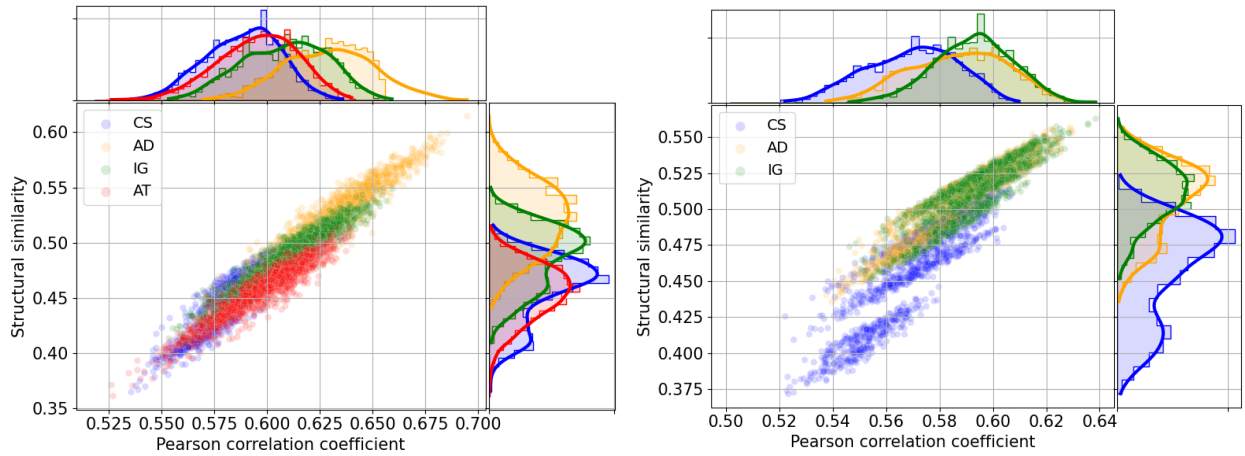 0.60
0.55
0.50
0.45
0.40
0.35
Structural similarity
CS
AD
IG
AT
0.525 0.550 0.575 0.600 0.625 0.650 0.675 0.700
Pearson correlation coefficient
0.550
0.525
0.500
0.475
0.450
0.425
0.400
0.375
Structural similarity
CS
AD
IG
0.50 0.52 0.54 0.56 0.58 0.60 0.62 0.64
Pearson correlation coefficient